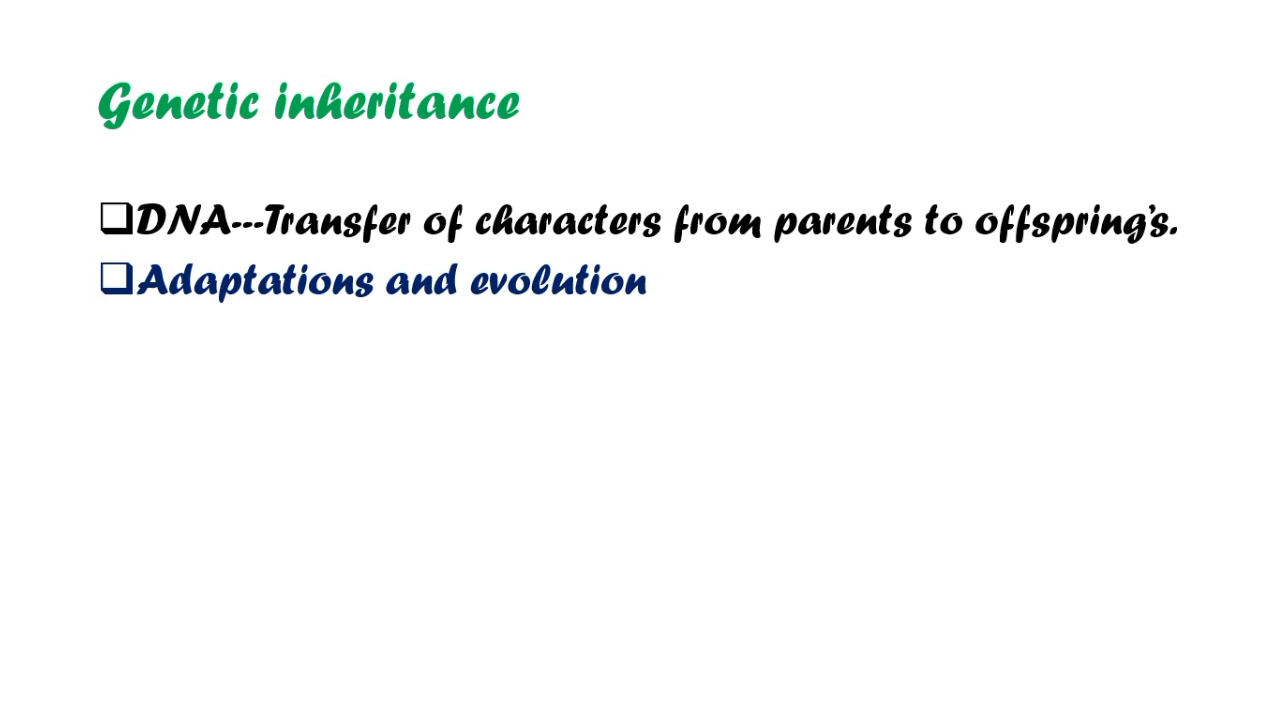 Genetic inheritance
❑DNA---Transfer of characters from parents to offspring's.
❑Adaptations and evolution